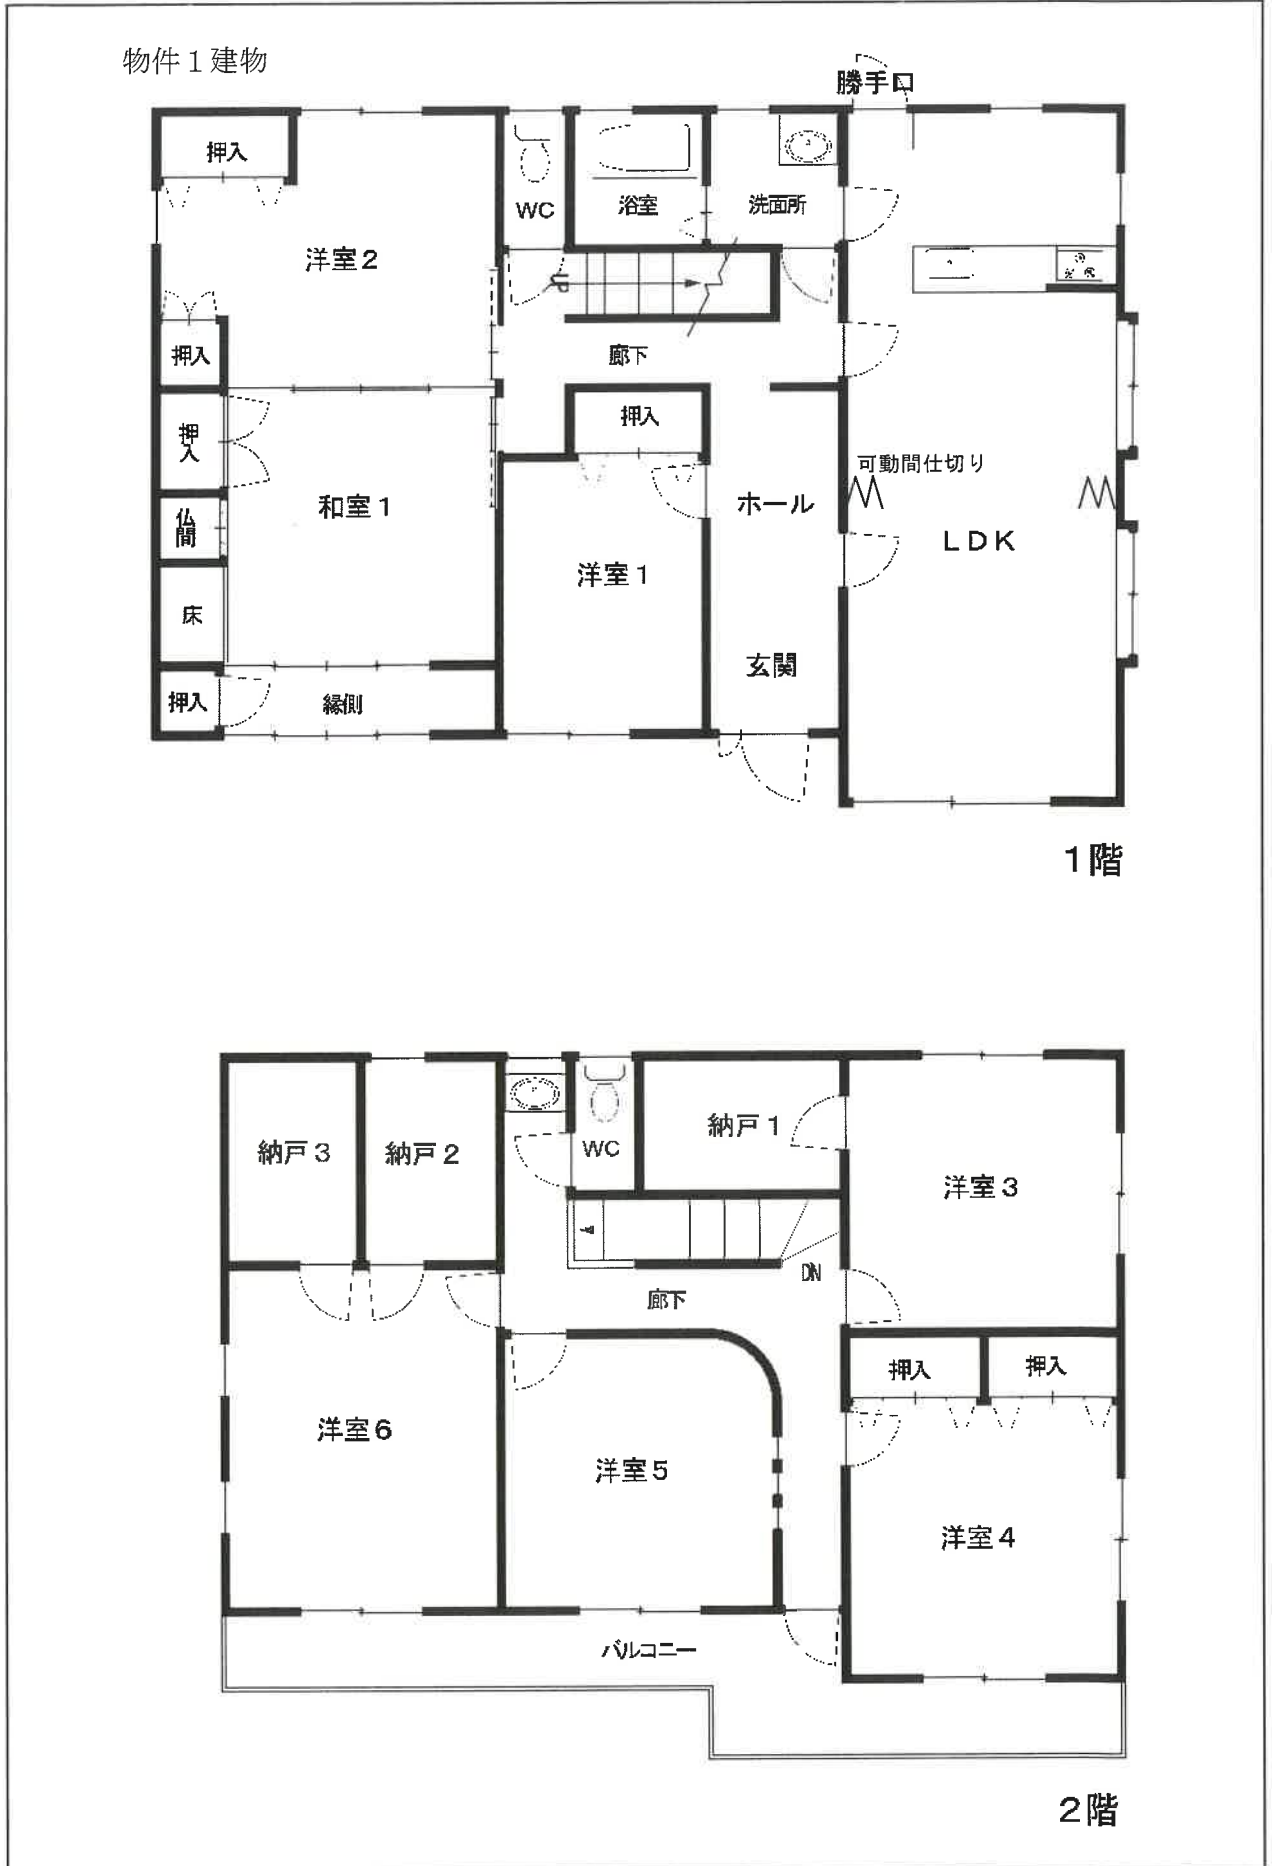 物件１建物
勝手口
押入
WC
浴室
洗面所
洋室２
UP
押入
廊下
押入
押入
可動間仕切り
仏間
和室１
ホール
LDK
洋室１
床
玄関
押入
縁側
1階
納戸３
納戸２
WC
納戸１
洋室３
DN
廊下
押入
押入
洋室６
洋室５
洋室４
バルコニー
2階